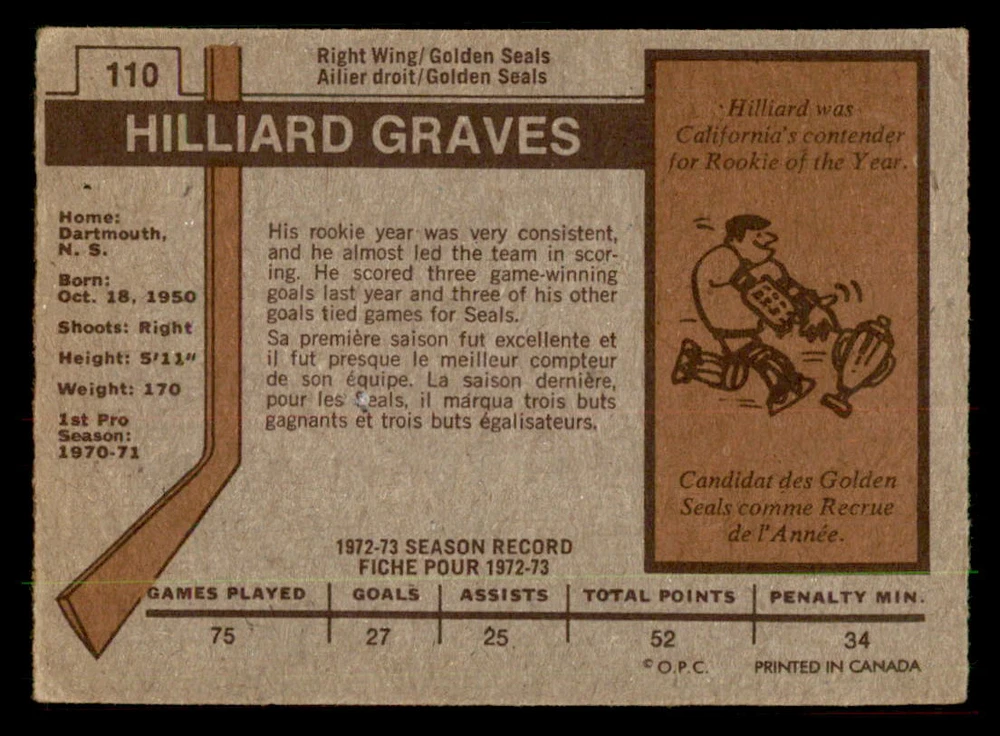 110
Right Wing/Golden Seals
Ailier droit/Golden Seals
HILLIARD GRAVES
Home:
Dartmouth,
N. S.
Born:
Oct. 18, 1950
Shoots: Right
Height: 5'11"
Weight: 170
1st Pro
Season:
1970-71
His rookie year was very consistent,
and he almost led the team in scor-
ing. He scored three game-winning
goals last year and three of his other
goals tied games for Seals.
Sa première saison fut excellente et
il fut presque le meilleur compteur
de son équipe. La saison dernière,
pour les Seals, il marqua trois buts
gagnants et trois buts égalisateurs.
Hilliard was
California's contender
for Rookie of the Year.
Candidat des Golden
Seals comme Recrue
de l'Année.
1972-73 SEASON RECORD
FICHE POUR 1972-73
GAMES PLAYED GOALS ASSISTS TOTAL POINTS PENALTY MIN.
75 27 25 52 34
© O.P.C. PRINTED IN CANADA